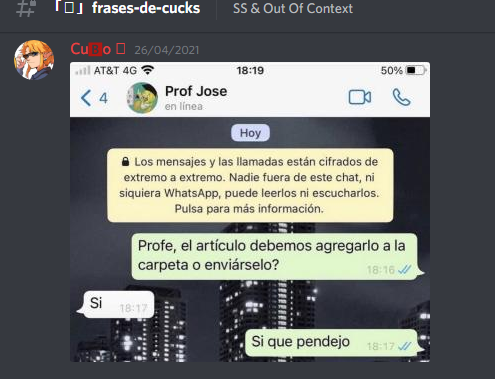 frases-de-cucks SS & Out Of Context
26/04/2021
AT&T 4G 18:19 50%
4 Prof Jose
en línea
Hoy
Los mensajes y las llamadas están cifrados de
extremo a extremo. Nadie fuera de este chat, ni
siquiera WhatsApp, puede leerlos ni escucharlos.
Pulsa para más información.
Profe, el artículo debemos agregarlo a la
carpeta o enviárselo?
18:16
Si 18:17
Si que pendejo 18:17